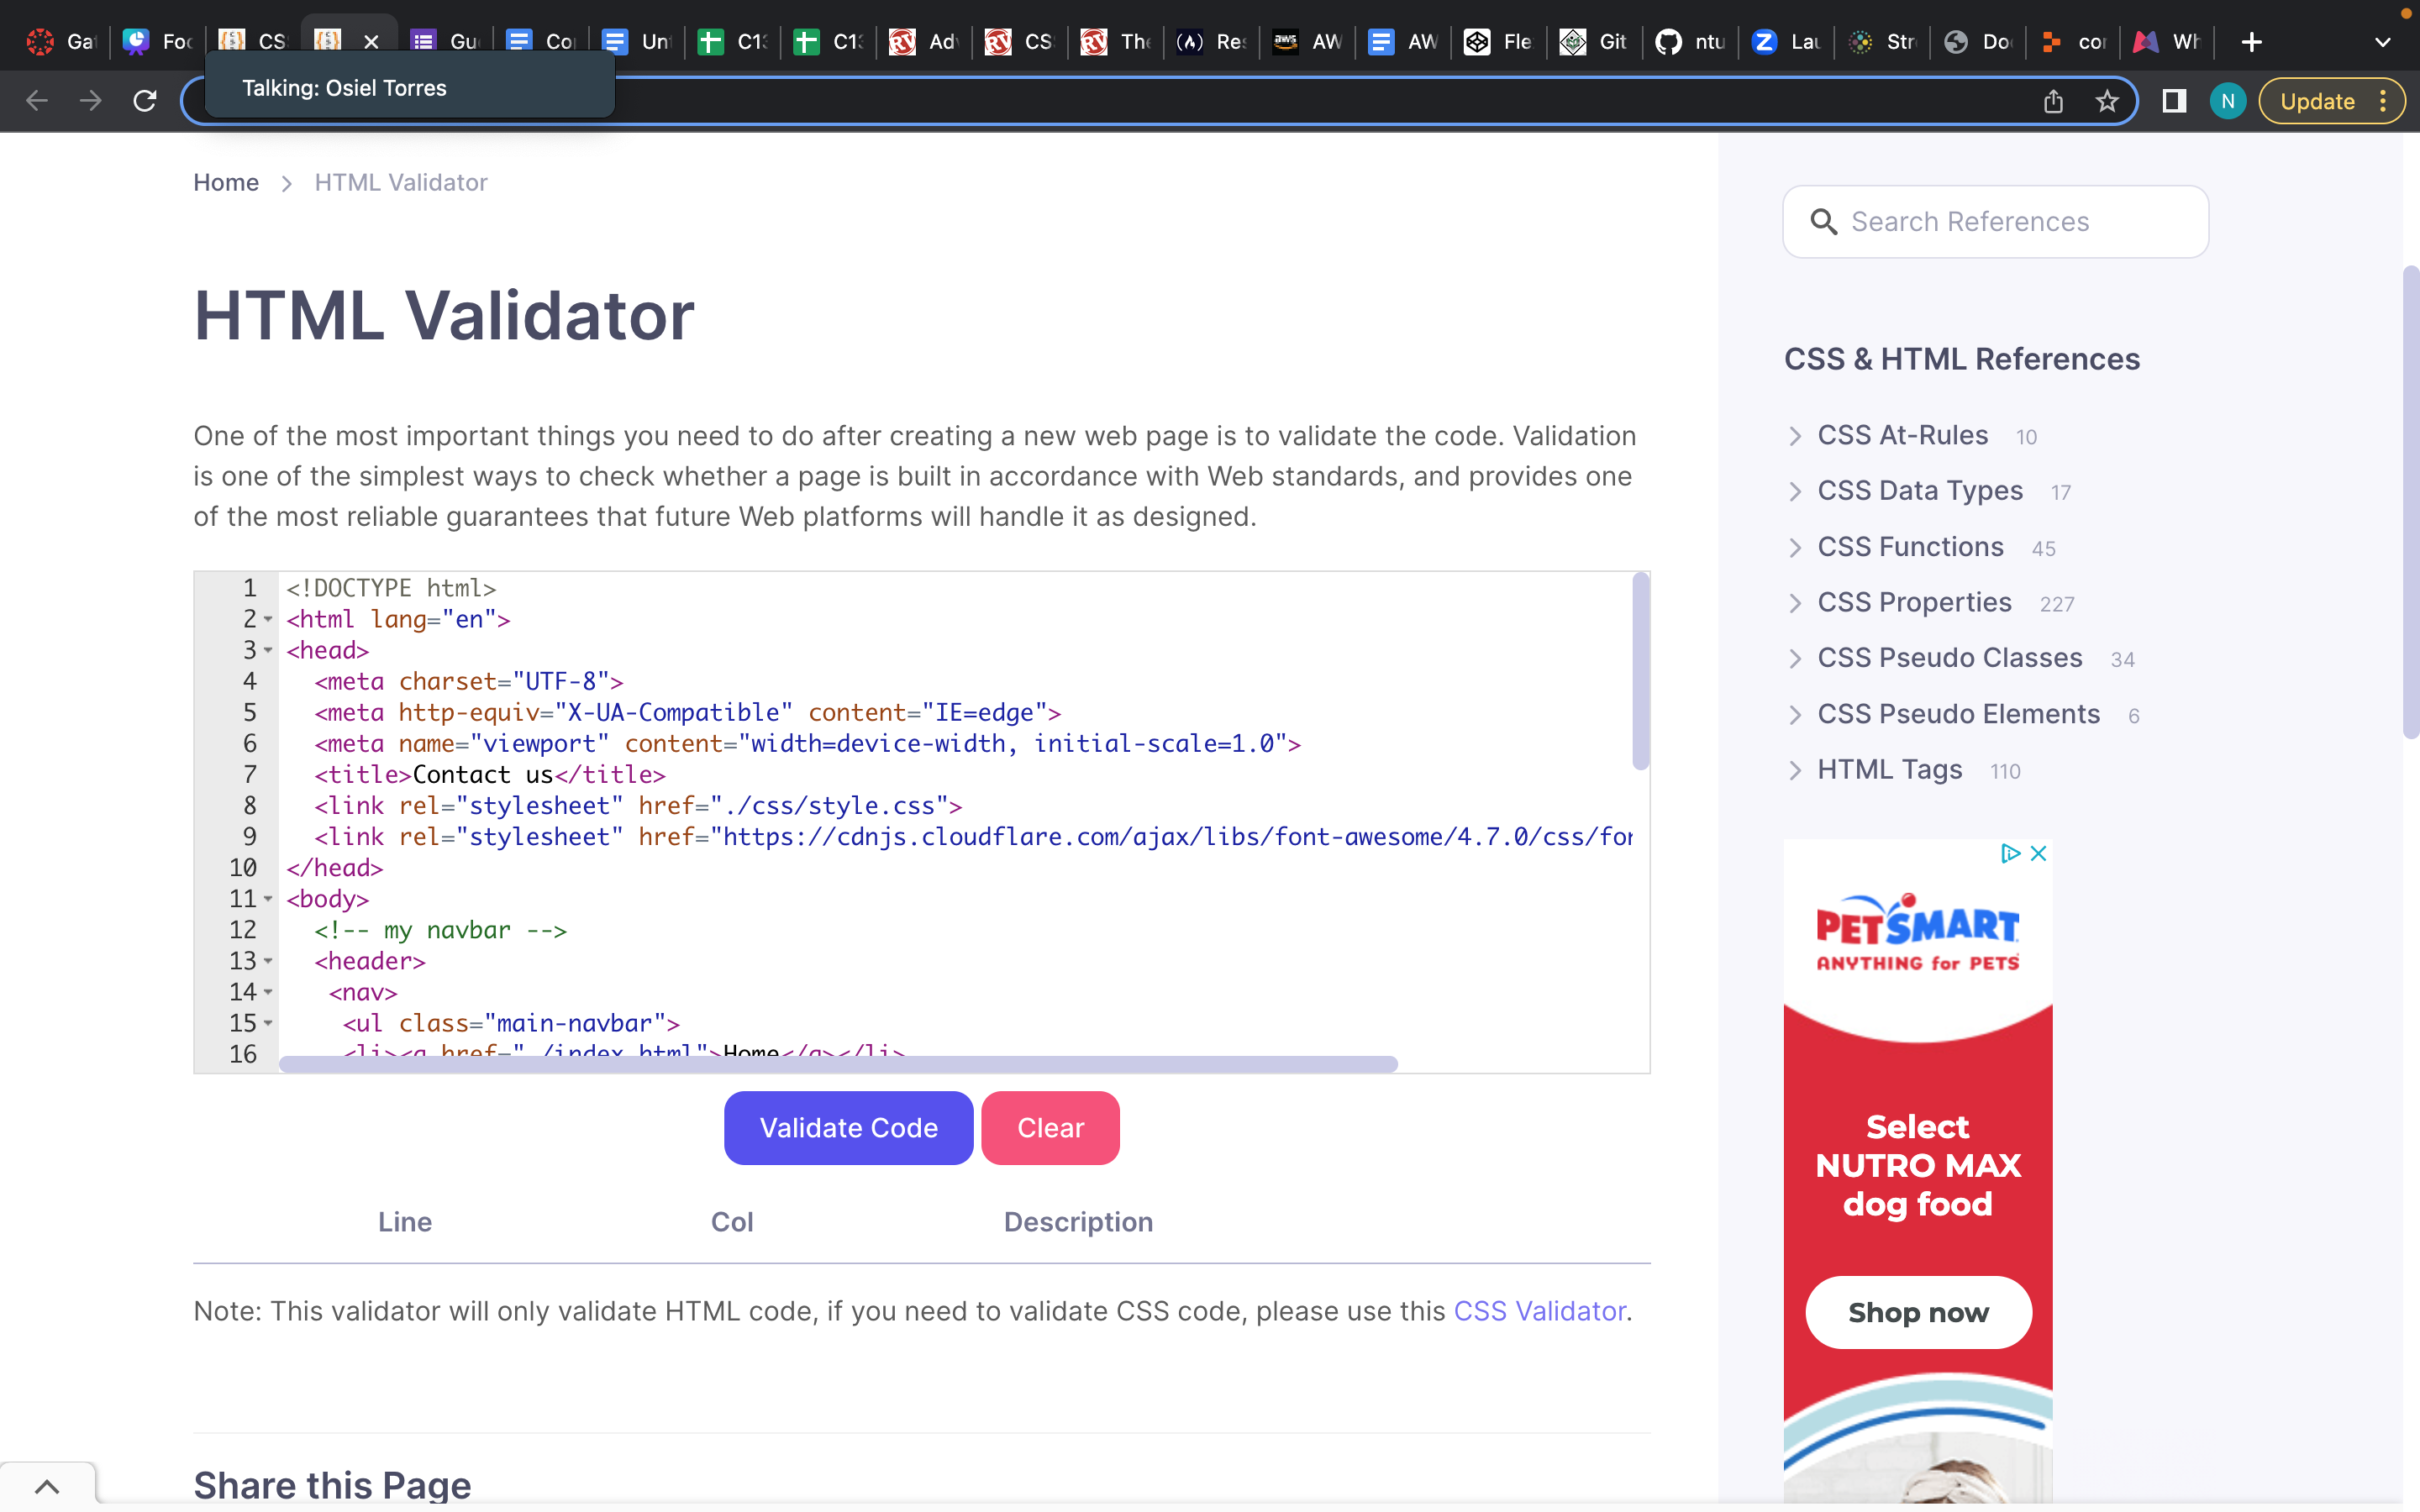 Ga
Fo
CS
Gu
Co
Un
C1
C1
Ad
CS
The
Re
AW
AW
Fle
Git
ntu
Lau
Str
Do
cor
Wh
Talking: Osiel Torres
N
Update
Home
HTML Validator
HTML Validator
One of the most important things you need to do after creating a new web page is to validate the code. Validation
is one of the simplest ways to check whether a page is built in accordance with Web standards, and provides one
of the most reliable guarantees that future Web platforms will handle it as designed.
1 <!DOCTYPE html>
2 <html lang="en">
3 <head>
4 <meta charset="UTF-8">
5 <meta http-equiv="X-UA-Compatible" content="IE=edge">
6 <meta name="viewport" content="width=device-width, initial-scale=1.0">
7 <title>Contact us</title>
8 <link rel="stylesheet" href="./css/style.css">
9 <link rel="stylesheet" href="https://cdnjs.cloudflare.com/ajax/libs/font-awesome/4.7.0/css/for
10 </head>
11 <body>
12 <!-- my navbar -->
13 <header>
14 <nav>
15 <ul class="main-navbar">
16 <li><a href="./index.html">Home</a></li>
Validate Code
Clear
Line Col Description
Note: This validator will only validate HTML code, if you need to validate CSS code, please use this CSS Validator.
Share this Page
Search References
CSS & HTML References
CSS At-Rules 10
CSS Data Types 17
CSS Functions 45
CSS Properties 227
CSS Pseudo Classes 34
CSS Pseudo Elements 6
HTML Tags 110
PETSMART
ANYTHING for PETS
Select
NUTRO MAX
dog food
Shop now